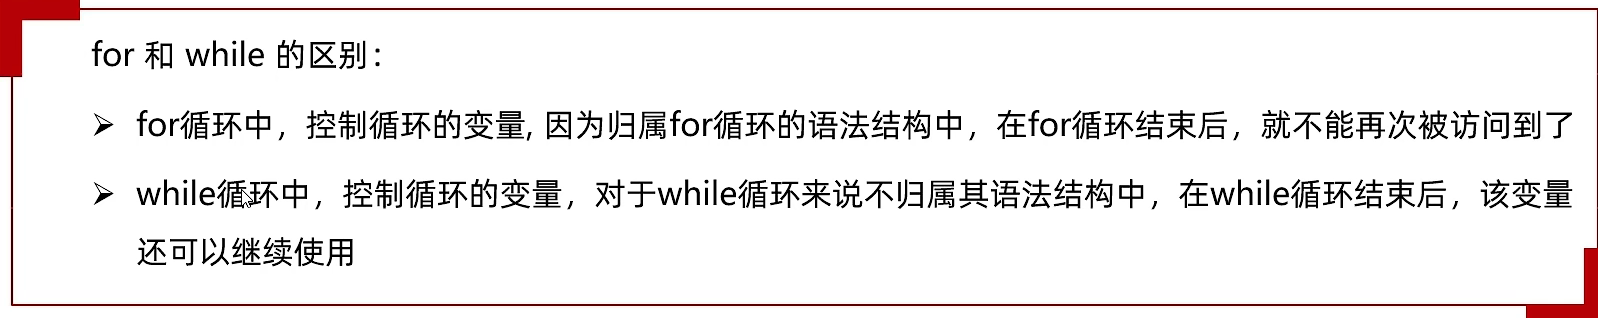 for 和 while 的区别：
➢ for循环中，控制循环的变量, 因为归属for循环的语法结构中，在for循环结束后，就不能再次被访问到了
➢ while循环中，控制循环的变量，对于while循环来说不归属其语法结构中，在while循环结束后，该变量
还可以继续使用